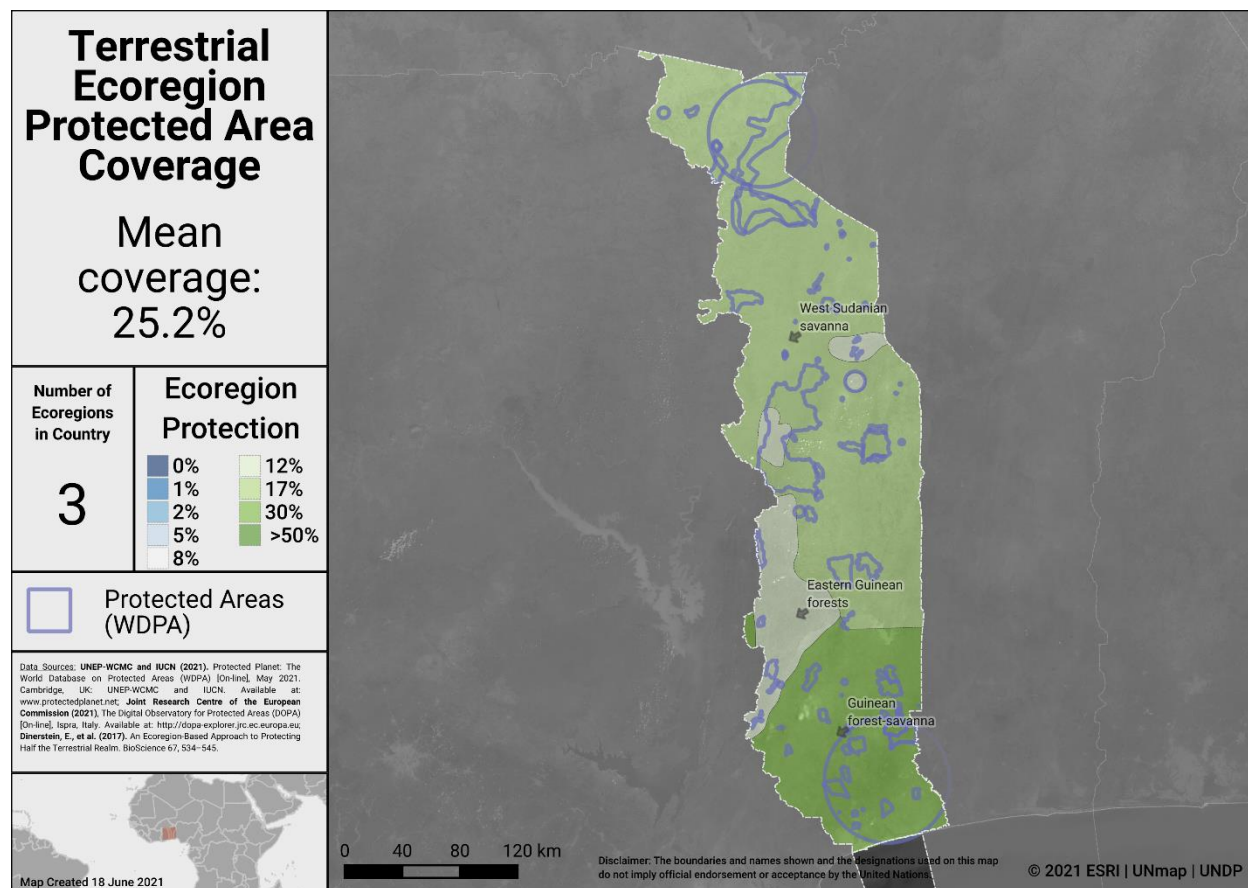 Terrestrial
Ecoregion
Protected Area
Coverage
Mean
coverage:
25.2%
Number of
Ecoregions
in Country
3
Ecoregion
Protection
0%
1%
2%
5%
8%
12%
17%
30%
>50%
Protected Areas
(WDPA)
Data Sources: UNEP-WCMC and IUCN (2021). Protected Planet: The
World Database on Protected Areas (WDPA) [On-line], May 2021.
Cambridge, UK: UNEP-WCMC and IUCN. Available at:
www.protectedplanet.net; Joint Research Centre of the European
Commission (2021), The Digital Observatory for Protected Areas (DOPA)
[On-line], Ispra, Italy. Available at: http://dopa-explorer.jrc.ec.europa.eu;
Dinerstein, E., et al. (2017). An Ecoregion-Based Approach to Protecting
Half the Terrestrial Realm. BioScience 67, 534–545.
Map Created 18 June 2021
West Sudanian
savanna
Eastern Guinean
forests
Guinean
forest-savanna
0 40 80 120 km
Disclaimer: The boundaries and names shown and the designations used on this map
do not imply official endorsement or acceptance by the United Nations.
© 2021 ESRI | UNmap | UNDP